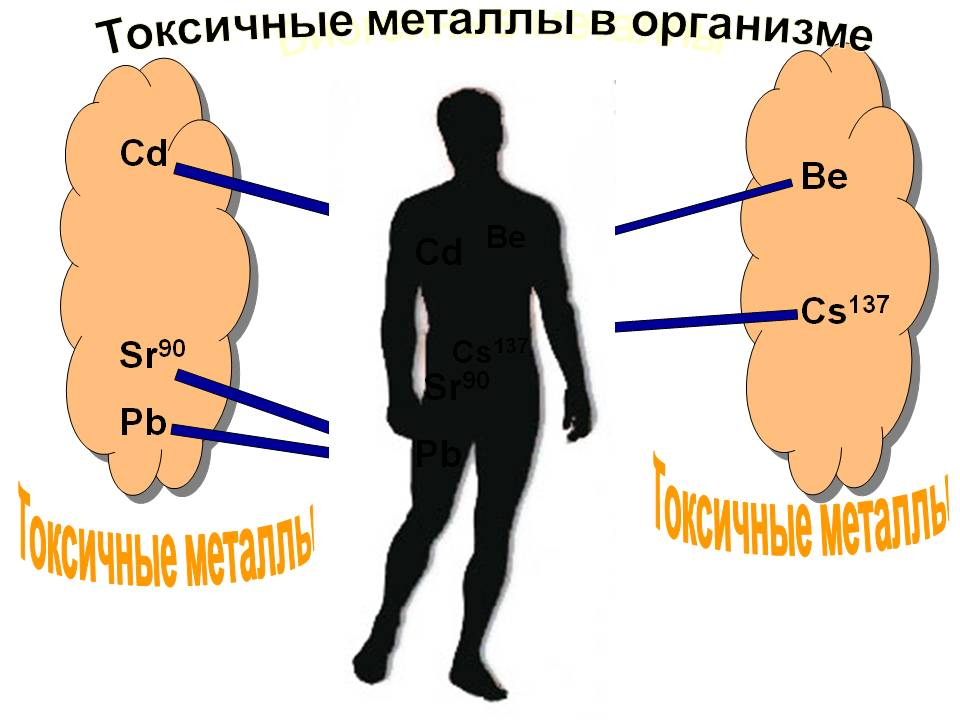 Токсичные металлы в организме
Cd
Sr⁹⁰
Pb
Be
Cs¹³⁷
Cd
Be
Cs¹³⁷
Sr⁹⁰
Pb
Токсичные металлы
Токсичные металлы